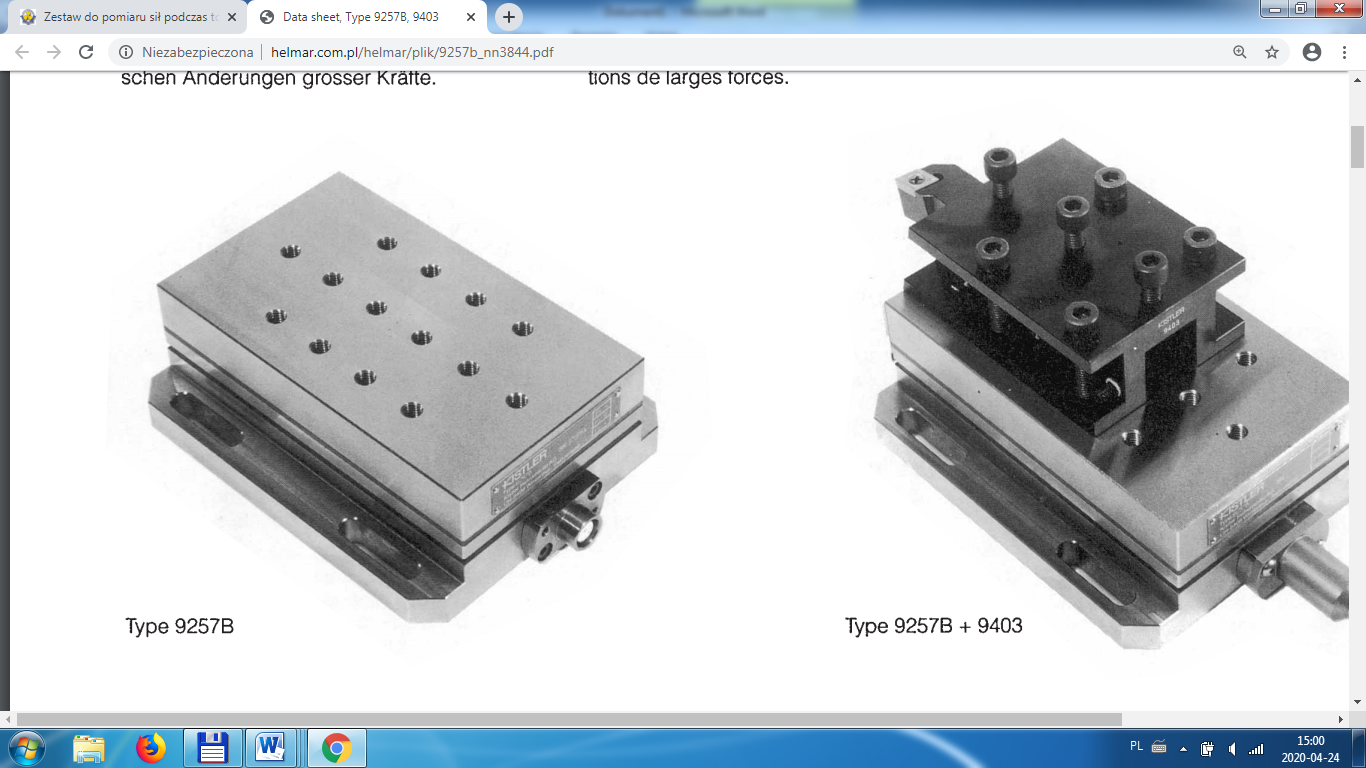 Zestaw do pomiaru sił podczas to
Data sheet, Type 9257B, 9403
Niezabezpieczona
helmar.com.pl/helmar/plik/9257b_nn3844.pdf
schen Änderungen grosser Kräfte.
tions de larges forces.
KISTLER
9403
KISTLER
KISTLER
Type 9257B
Type 9257B + 9403
PL
15:00
2020-04-24